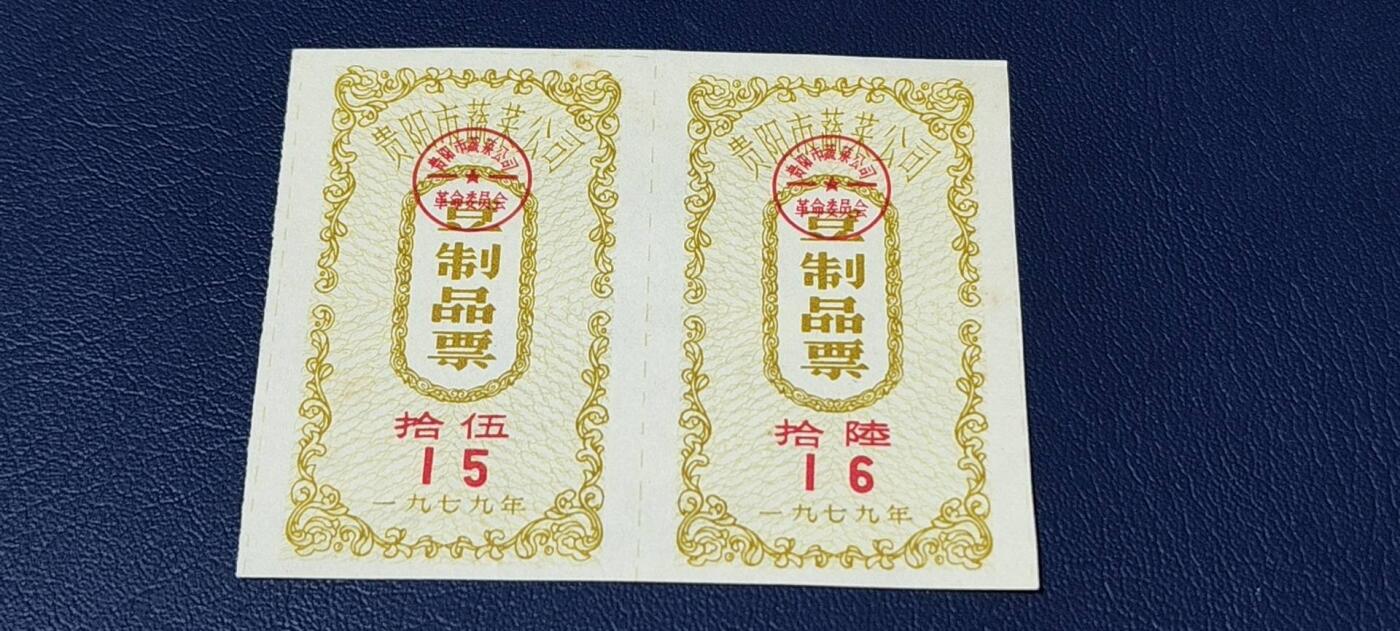 贵阳市蔬菜公司
贵阳市蔬菜公司
革命委员会
豆制品票
拾伍
15
一九七九年
贵阳市蔬菜公司
贵阳市蔬菜公司
革命委员会
豆制品票
拾陸
16
一九七九年